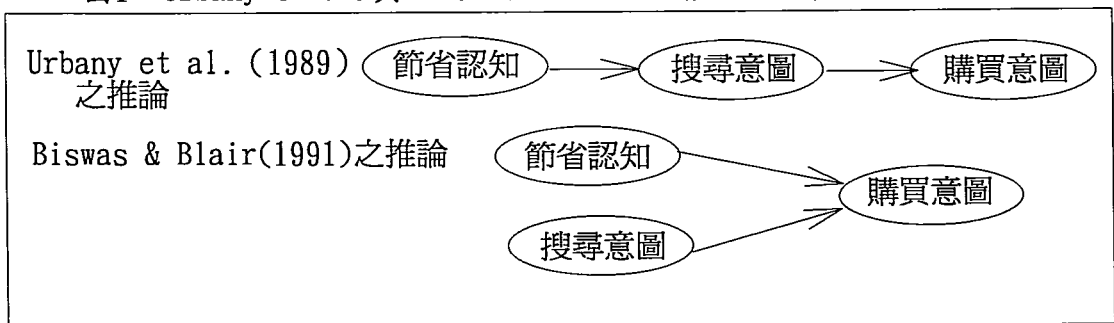 Urbany et al.(1989) 節省認知 搜尋意圖 購買意圖
之推論
Biswas & Blair(1991)之推論 節省認知
購買意圖
搜尋意圖